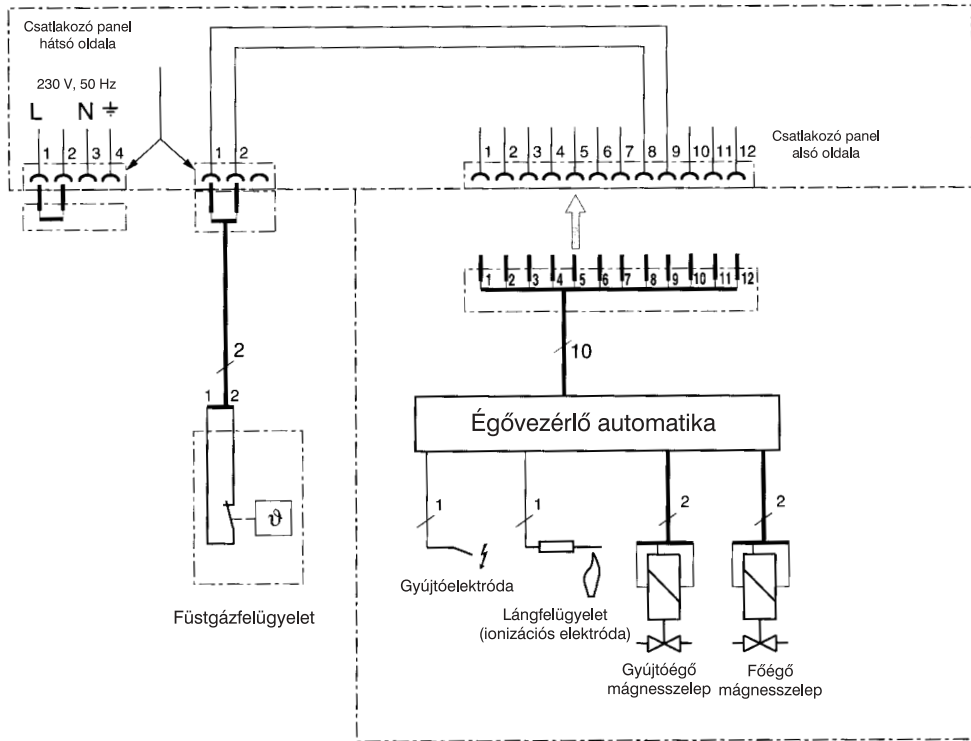 Csatlakozó panel
hátsó oldala
230 V, 50 Hz
L N
1 2 3 4
1 2
1 2 3 4 5 6 7 8 9 10 11 12
Csatlakozó panel
alsó oldala
1 2 3 4 5 6 7 8 9 10 11 12
2
10
1 2
Égővezérlő automatika
1
1
2
2
ϑ
Gyújtóelektróda
Füstgázfelügyelet
Lángfelügyelet
(ionizációs elektróda)
Gyújtóégő
mágnesszelep
Főégő
mágnesszelep